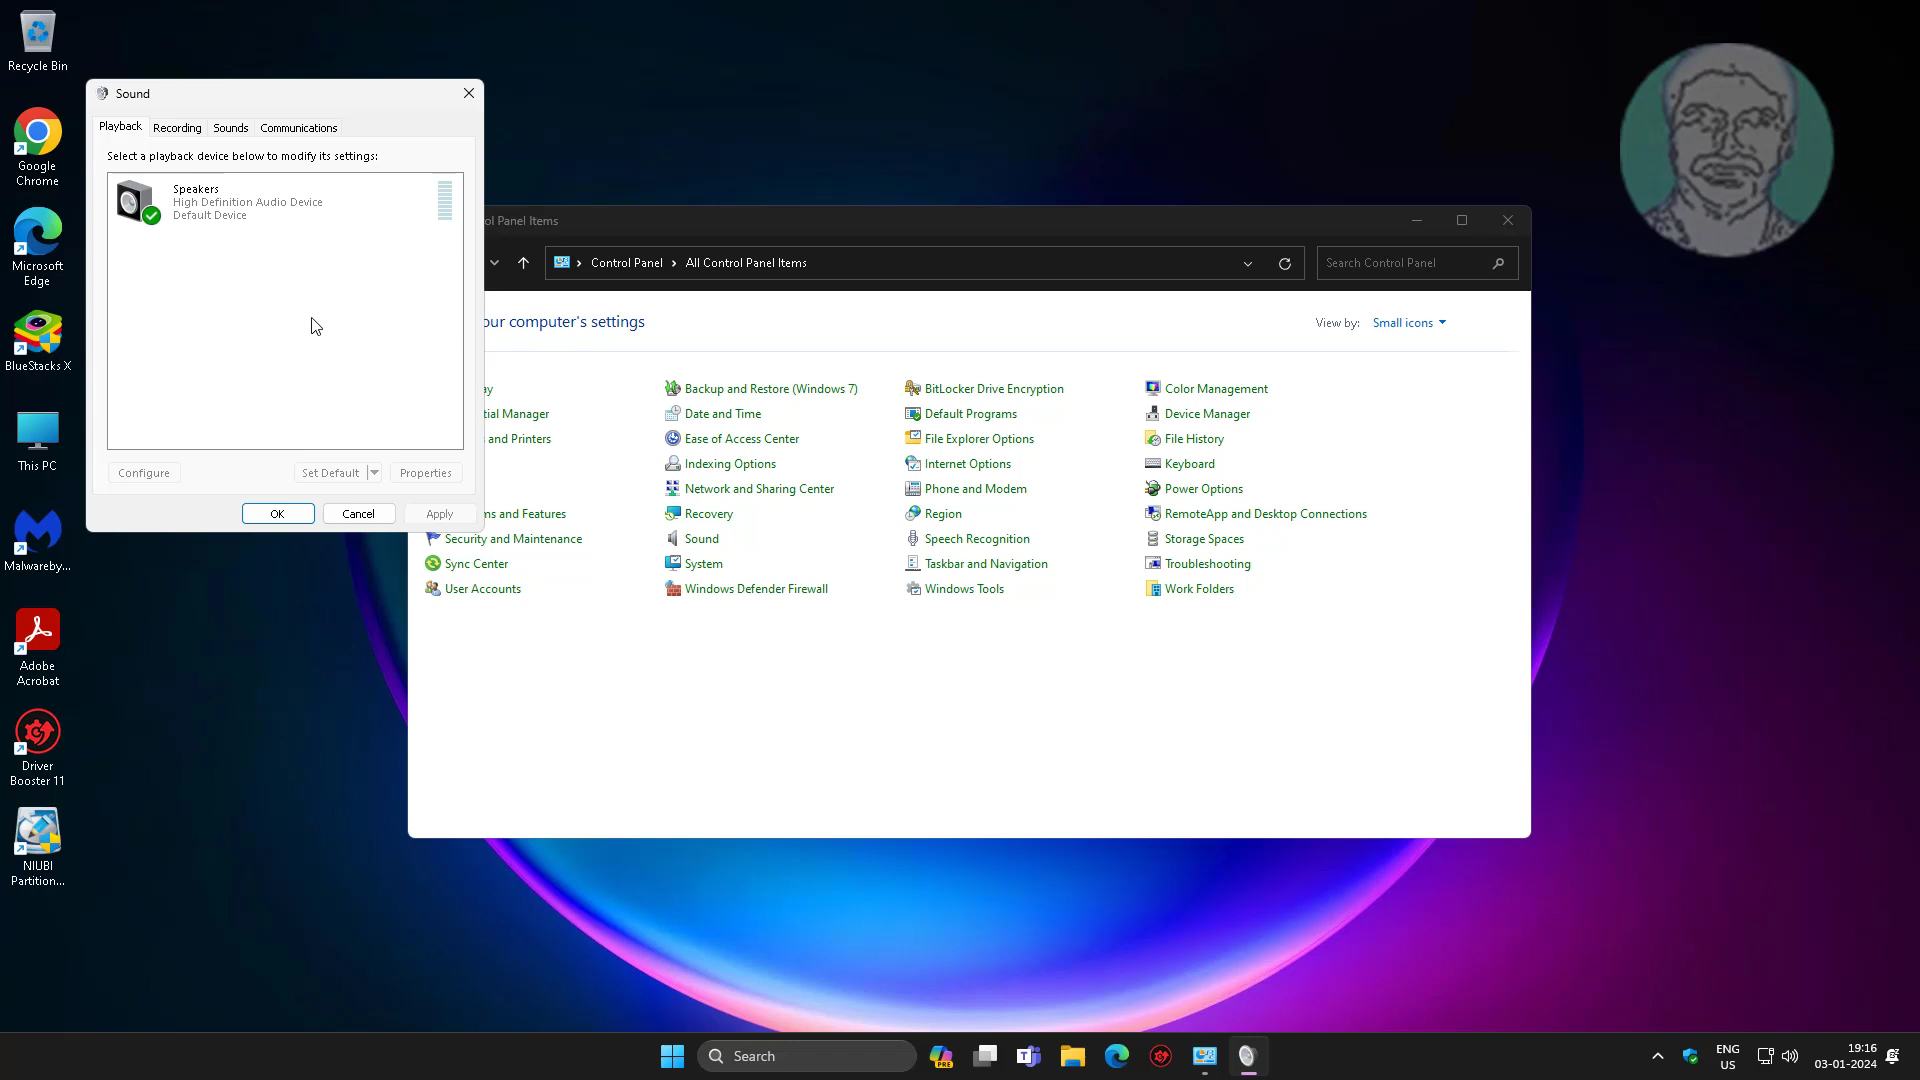 Recycle Bin
Google
Chrome
Microsoft
Edge
BlueStacks X
This PC
Malwareby...
Adobe
Acrobat
Driver
Booster 11
NIUBI
Partition...
Sound
Playback
Recording
Sounds
Communications
Select a playback device below to modify its settings:
Speakers
High Definition Audio Device
Default Device
Configure
Set Default
Properties
OK
Cancel
Apply
Panel Items
Control Panel
All Control Panel Items
Search Control Panel
computer's settings
View by:
Small icons
Backup and Restore (Windows 7)
BitLocker Drive Encryption
Color Management
Manager
Date and Time
Default Programs
Device Manager
and Printers
Ease of Access Center
File Explorer Options
File History
Indexing Options
Internet Options
Keyboard
Network and Sharing Center
Phone and Modem
Power Options
and Features
Recovery
Region
RemoteApp and Desktop Connections
Security and Maintenance
Sound
Speech Recognition
Storage Spaces
Sync Center
System
Taskbar and Navigation
Troubleshooting
User Accounts
Windows Defender Firewall
Windows Tools
Work Folders
Search
PRE
ENG
US
19:16
03-01-2024